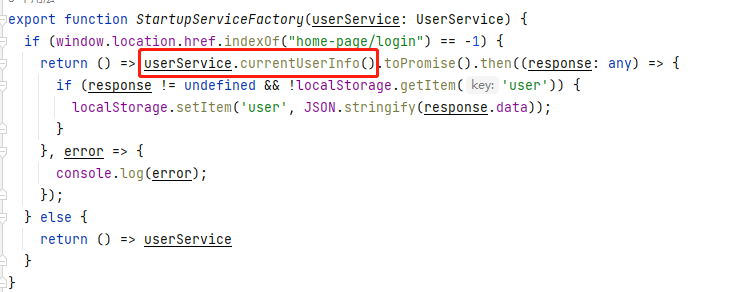 export function StartupServiceFactory(userService: UserService) {
if (window.location.href.indexOf("home-page/login") == -1) {
return () => userService.currentUserInfo().toPromise().then((response: any) => {
if (response != undefined && !localStorage.getItem( key: 'user')) {
localStorage.setItem('user', JSON.stringify(response.data));
}
}, error => {
console.log(error);
});
} else {
return () => userService
}
}